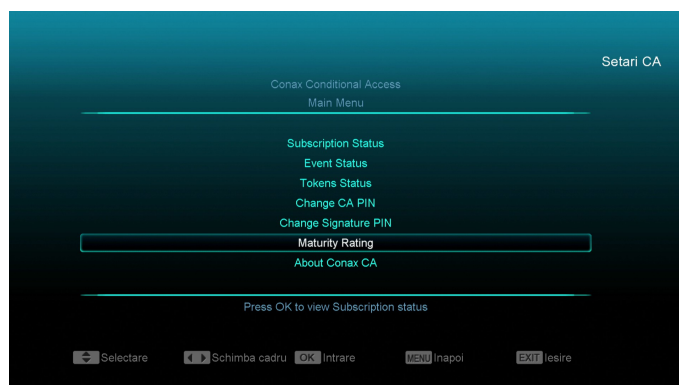 Setari CA
Conax Conditional Access
Main Menu
Subscription Status
Event Status
Tokens Status
Change CA PIN
Change Signature PIN
Maturity Rating
About Conax CA
Press OK to view Subscription status
Selectare Schimba cadru OK Intrare MENU Inapoi EXIT Iesire